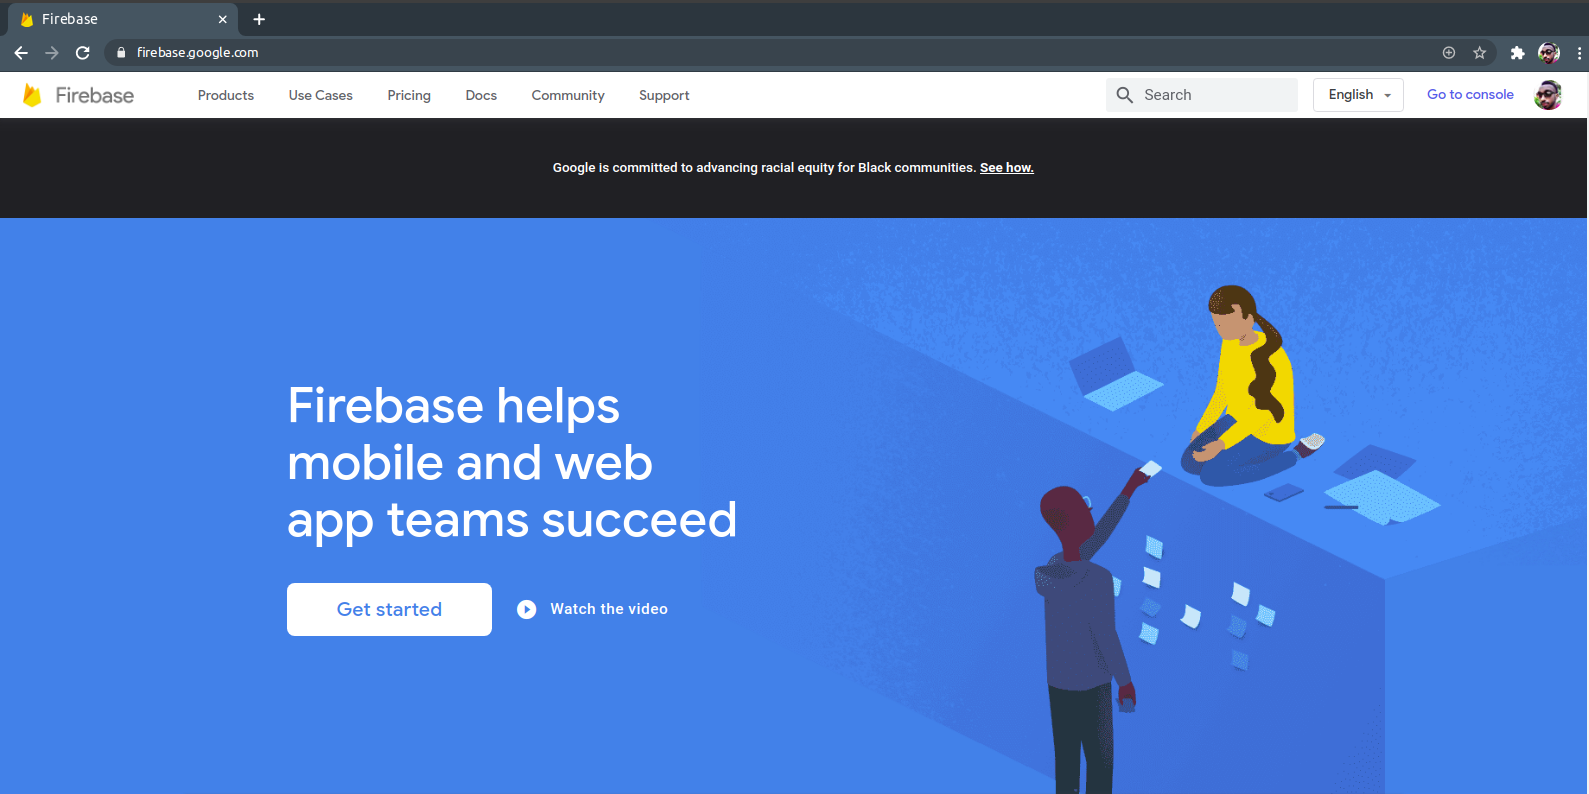 Firebase
firebase.google.com
Firebase Products Use Cases Pricing Docs Community Support Search English Go to console
Google is committed to advancing racial equity for Black communities. See how.
Firebase helps
mobile and web
app teams succeed
Get started Watch the video